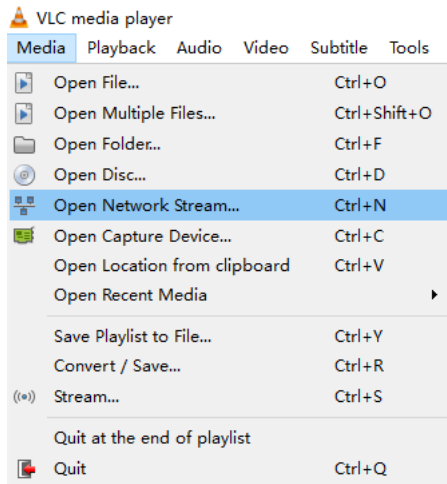 VLC media player
Media Playback Audio Video Subtitle Tools
Open File... Ctrl+O
Open Multiple Files... Ctrl+Shift+O
Open Folder... Ctrl+F
Open Disc... Ctrl+D
Open Network Stream... Ctrl+N
Open Capture Device... Ctrl+C
Open Location from clipboard Ctrl+V
Open Recent Media
Save Playlist to File... Ctrl+Y
Convert / Save... Ctrl+R
Stream... Ctrl+S
Quit at the end of playlist
Quit Ctrl+Q